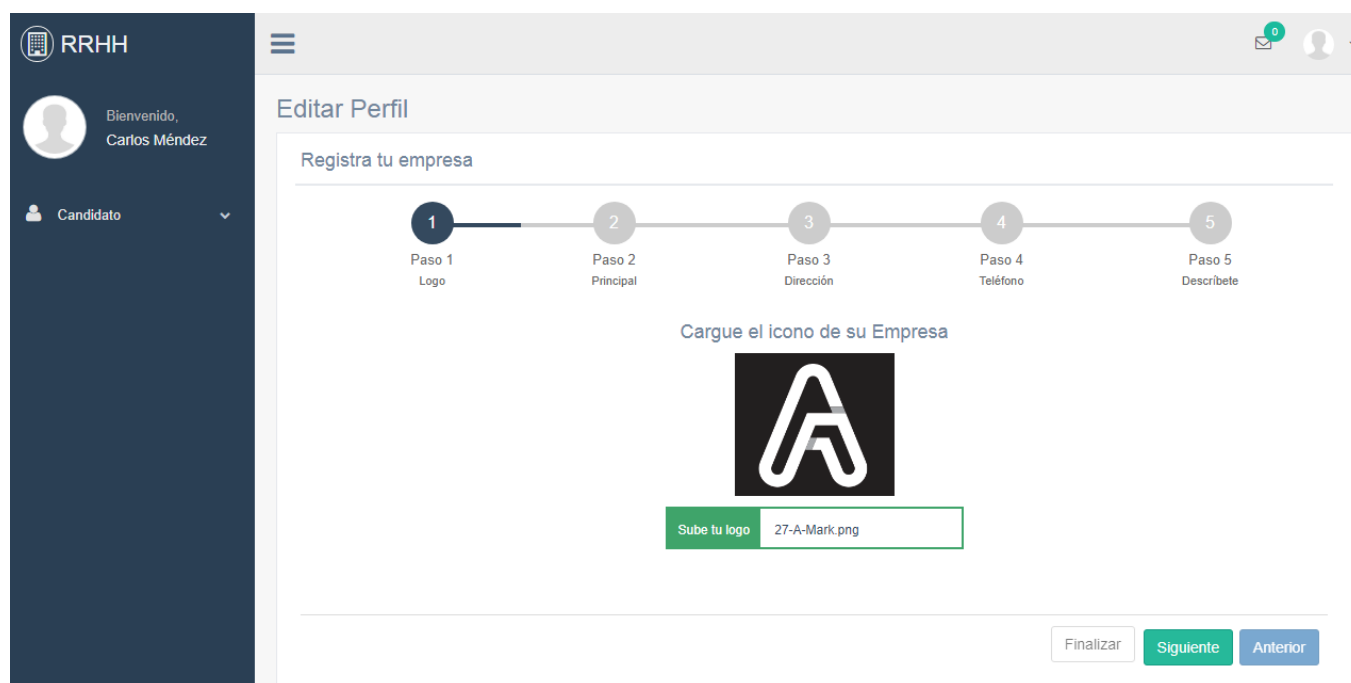 RRHH
0
Bienvenido,
Carlos Méndez
Candidato
Editar Perfil
Registra tu empresa
1 2 3 4 5
Paso 1 Paso 2 Paso 3 Paso 4 Paso 5
Logo Principal Dirección Teléfono Descríbete
Cargue el icono de su Empresa
A
Sube tu logo 27-A-Mark.png
Finalizar Siguiente Anterior